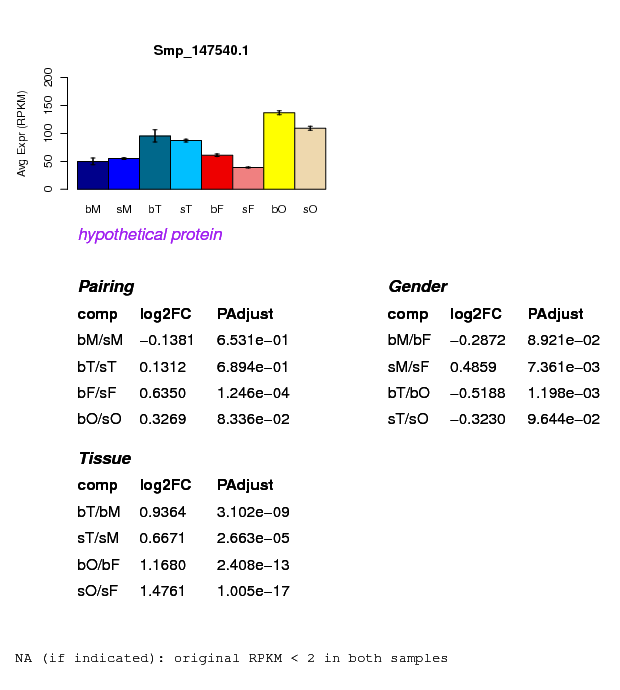 Smp_147540.1
Avg Expr (RPKM)
0 50 100 150 200
bM sM bT sT bF sF bO sO
hypothetical protein
Pairing
comp log2FC PAdjust
bM/sM −0.1381 6.531e−01
bT/sT 0.1312 6.894e−01
bF/sF 0.6350 1.246e−04
bO/sO 0.3269 8.336e−02
Gender
comp log2FC PAdjust
bM/bF −0.2872 8.921e−02
sM/sF 0.4859 7.361e−03
bT/bO −0.5188 1.198e−03
sT/sO −0.3230 9.644e−02
Tissue
comp log2FC PAdjust
bT/bM 0.9364 3.102e−09
sT/sM 0.6671 2.663e−05
bO/bF 1.1680 2.408e−13
sO/sF 1.4761 1.005e−17
NA (if indicated): original RPKM < 2 in both samples